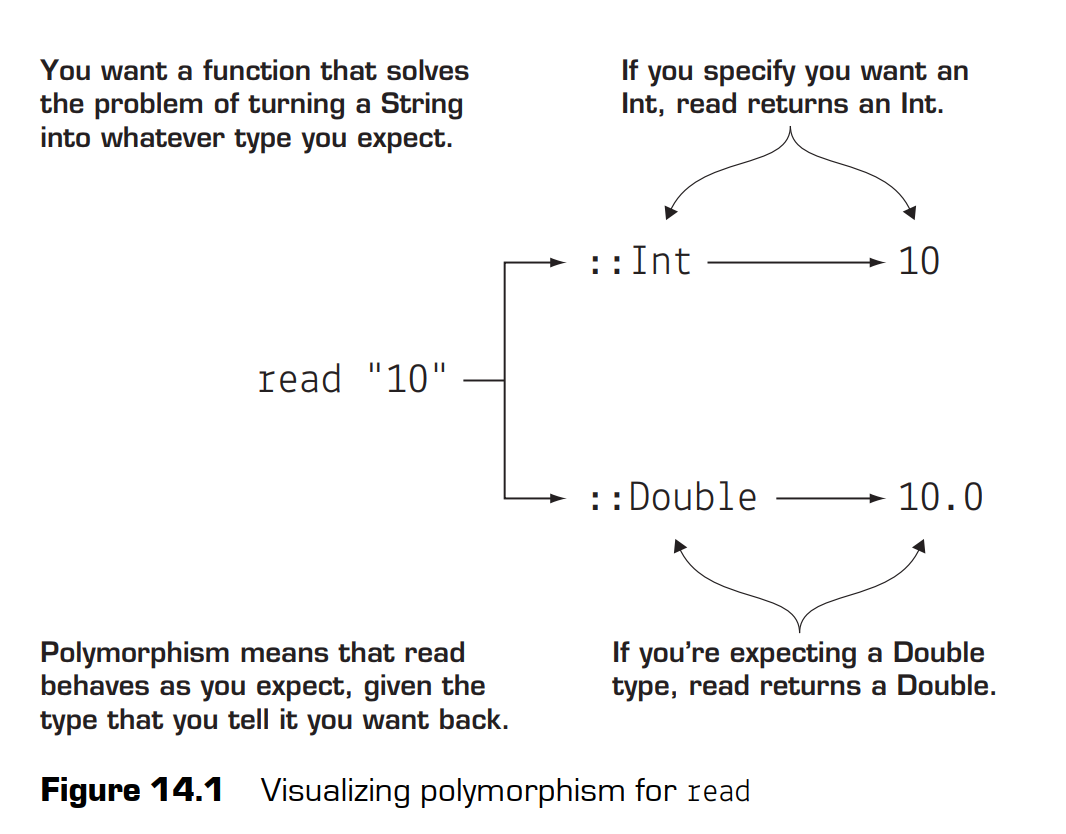 You want a function that solves
the problem of turning a String
into whatever type you expect.
If you specify you want an
Int, read returns an Int.
::Int
10
read "10"
::Double
10.0
Polymorphism means that read
behaves as you expect, given the
type that you tell it you want back.
If you're expecting a Double
type, read returns a Double.
Figure 14.1 Visualizing polymorphism for read